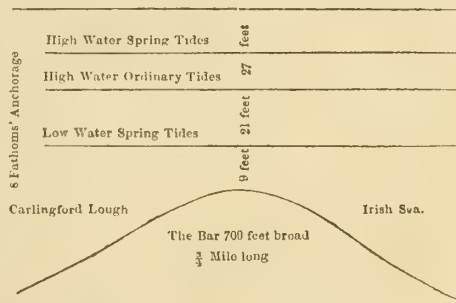 High Water Spring Tides
High Water Ordinary Tides
Low Water Spring Tides
27 feet
21 feet
9 feet
8 Fathoms' Anchorage
Carlingford Lough
Irish Sea.
The Bar 700 feet broad
¾ Mile long